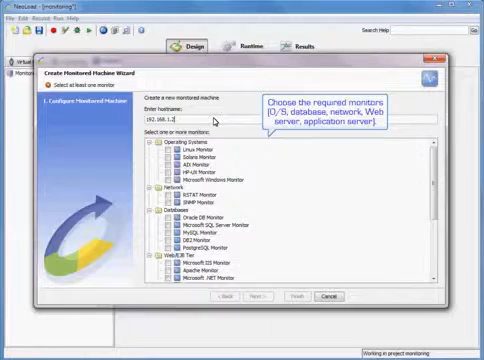 NeoLoad - [monitoring*]
File Edit Record Run Help
Search Help
Design
Runtime
Results
Create Monitored Machine Wizard
Select at least one monitor
1. Configure Monitored Machine
Create a new monitored machine
Enter hostname:
192.168.1.2
Choose the required monitors
[O/S, database, network, Web
server, application server].
Select one or more monitors:
Operating Systems
Linux Monitor
Solaris Monitor
AIX Monitor
HP-UX Monitor
Microsoft Windows Monitor
Network
RSTAT Monitor
SNMP Monitor
Databases
Oracle DB Monitor
Microsoft SQL Server Monitor
MySQL Monitor
DB2 Monitor
PostgreSQL Monitor
Web/EJB Tier
Microsoft IIS Monitor
Apache Monitor
Microsoft .NET Monitor
< Back
Next >
Finish
Cancel
Working in project monitoring